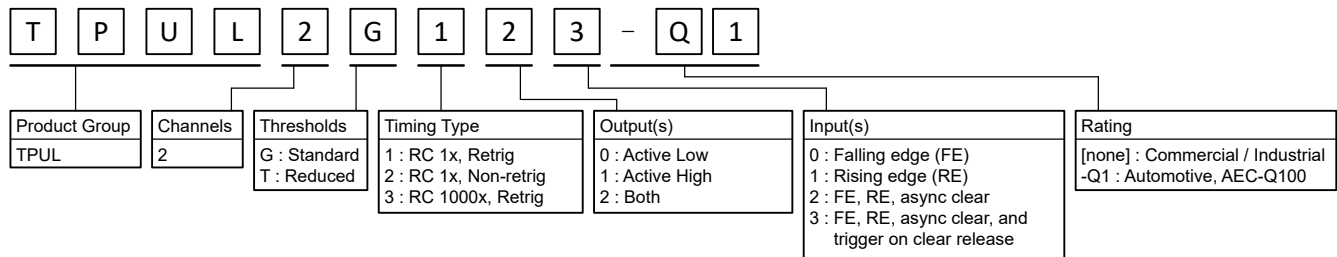 T P U L 2 G 1 2 3 - Q 1
Product Group
TPUL
Channels
2
Thresholds
G : Standard
T : Reduced
Timing Type
1 : RC 1x, Retrig
2 : RC 1x, Non-retrig
3 : RC 1000x, Retrig
Output(s)
0 : Active Low
1 : Active High
2 : Both
Input(s)
0 : Falling edge (FE)
1 : Rising edge (RE)
2 : FE, RE, async clear
3 : FE, RE, async clear, and
trigger on clear release
Rating
[none] : Commercial / Industrial
-Q1 : Automotive, AEC-Q100